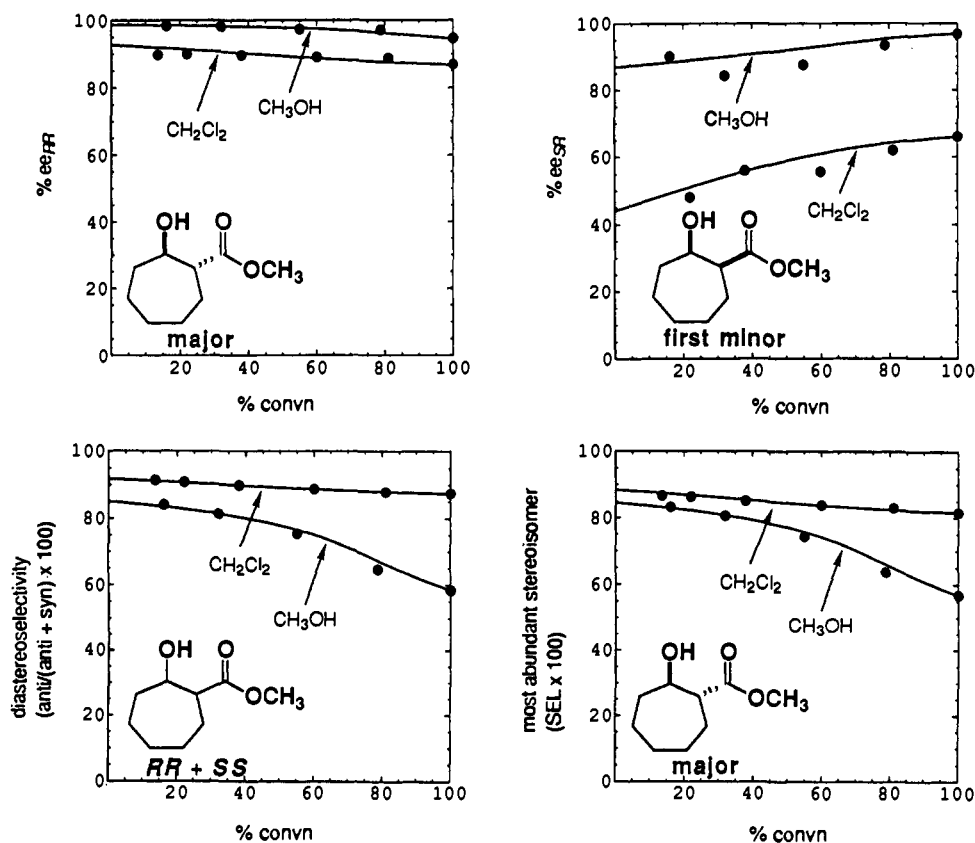 100
80
60
40
20
0
%eeRR
CH2Cl2
CH3OH
OH
O
OCH3
major
20 40 60 80 100
% convn
100
80
60
40
20
0
%eeSR
CH3OH
CH2Cl2
OH
O
OCH3
first minor
20 40 60 80 100
% convn
100
80
60
40
20
0
diastereoselectivity
(anti/(anti + syn) x 100)
CH2Cl2
CH3OH
OH
O
OCH3
RR + SS
20 40 60 80 100
% convn
100
80
60
40
20
0
most abundant stereoisomer
(SEL x 100)
CH2Cl2
CH3OH
OH
O
OCH3
major
20 40 60 80 100
% convn